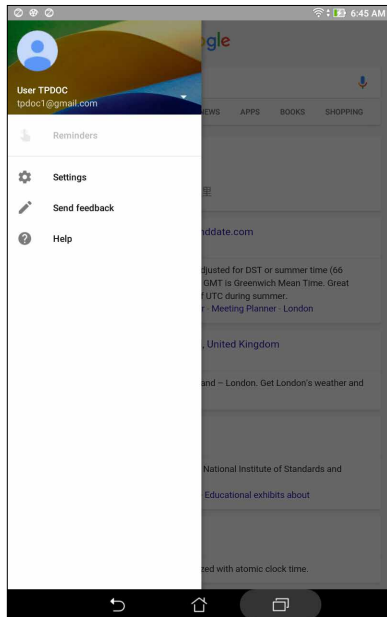 6:45 AM
gle
User TPDOC
tpdoc1@gmail.com
EWS APPS BOOKS SHOPPING
Reminders
Settings
里
Send feedback
Help
nddate.com
djusted for DST or summer time (66
GMT is Greenwich Mean Time. Great
f UTC during summer.
r · Meeting Planner · London
, United Kingdom
and – London. Get London's weather and
National Institute of Standards and
Educational exhibits about
zed with atomic clock time.